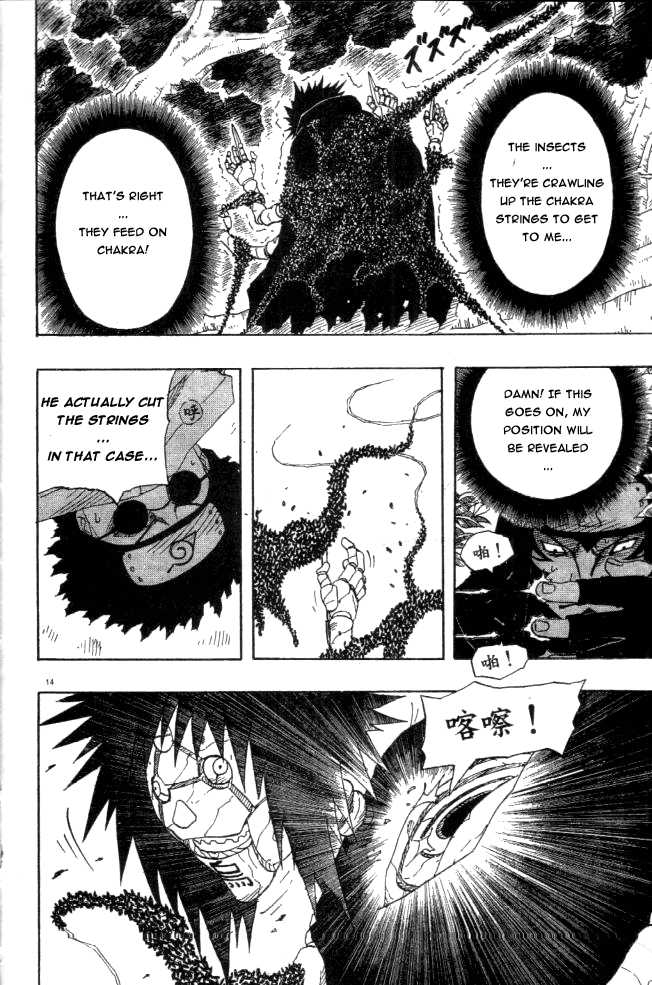 ズズズ
THE INSECTS
...
THEY'RE CRAWLING
UP THE CHAKRA
STRINGS TO GET
TO ME...
THAT'S RIGHT
...
THEY FEED ON
CHAKRA!
DAMN! IF THIS
GOES ON, MY
POSITION WILL
BE REVEALED
...
啪！
啪！
HE ACTUALLY CUT
THE STRINGS
...
IN THAT CASE...
14
喀嚓！